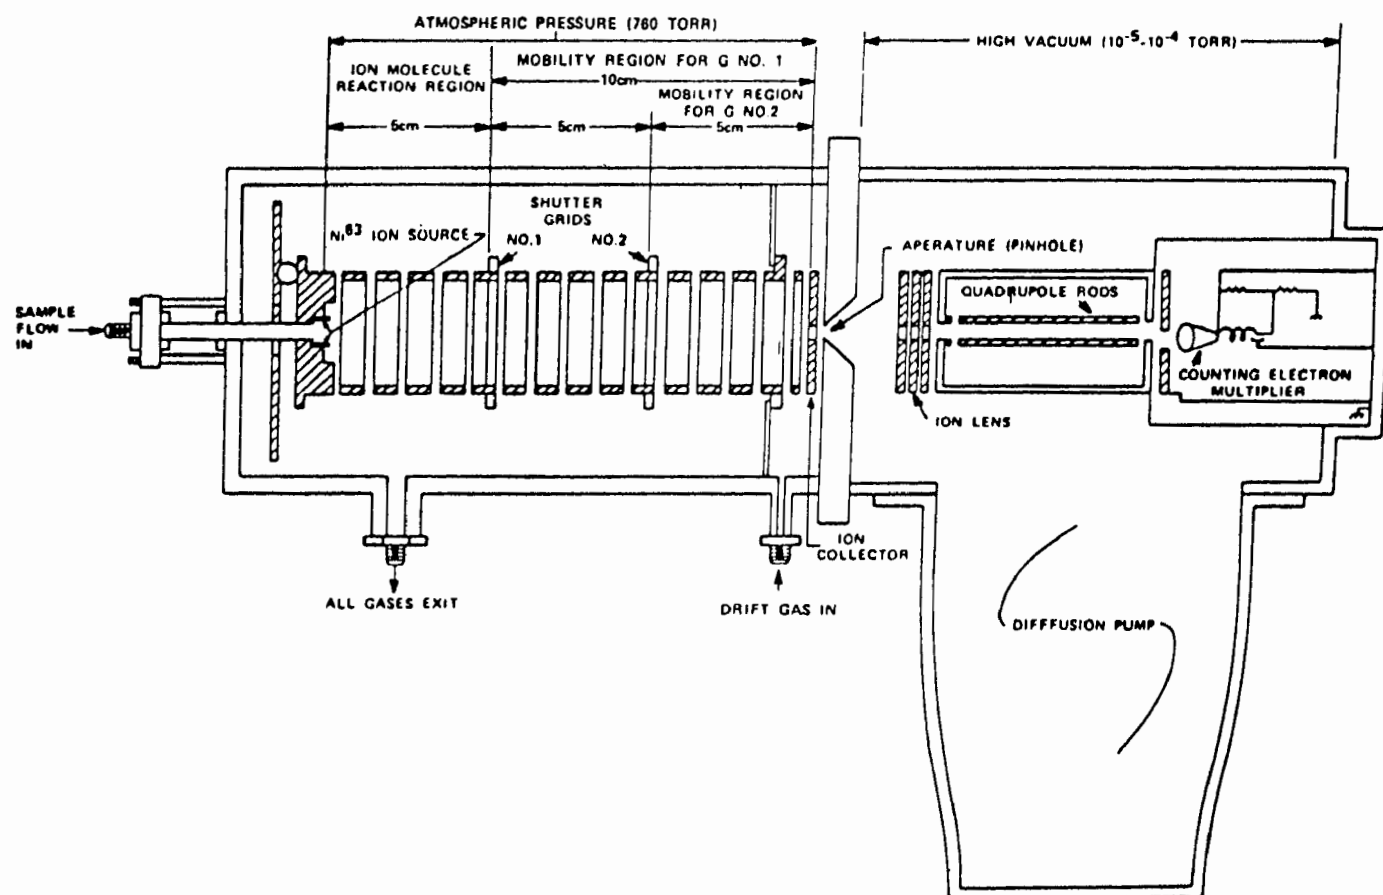 ATMOSPHERIC PRESSURE (760 TORR)
HIGH VACUUM (10-5-10-4 TORR)
ION MOLECULE
REACTION REGION
MOBILITY REGION FOR G NO. 1
10cm
MOBILITY REGION
FOR G NO.2
5cm
5cm
5cm
SHUTTER
GRIDS
Ni63 ION SOURCE
NO.1
NO.2
APERATURE (PINHOLE)
QUADRUPOLE RODS
SAMPLE
FLOW
IN
COUNTING ELECTRON
MULTIPLIER
ION LENS
ION
COLLECTOR
ALL GASES EXIT
DRIFT GAS IN
DIFFFUSION PUMP